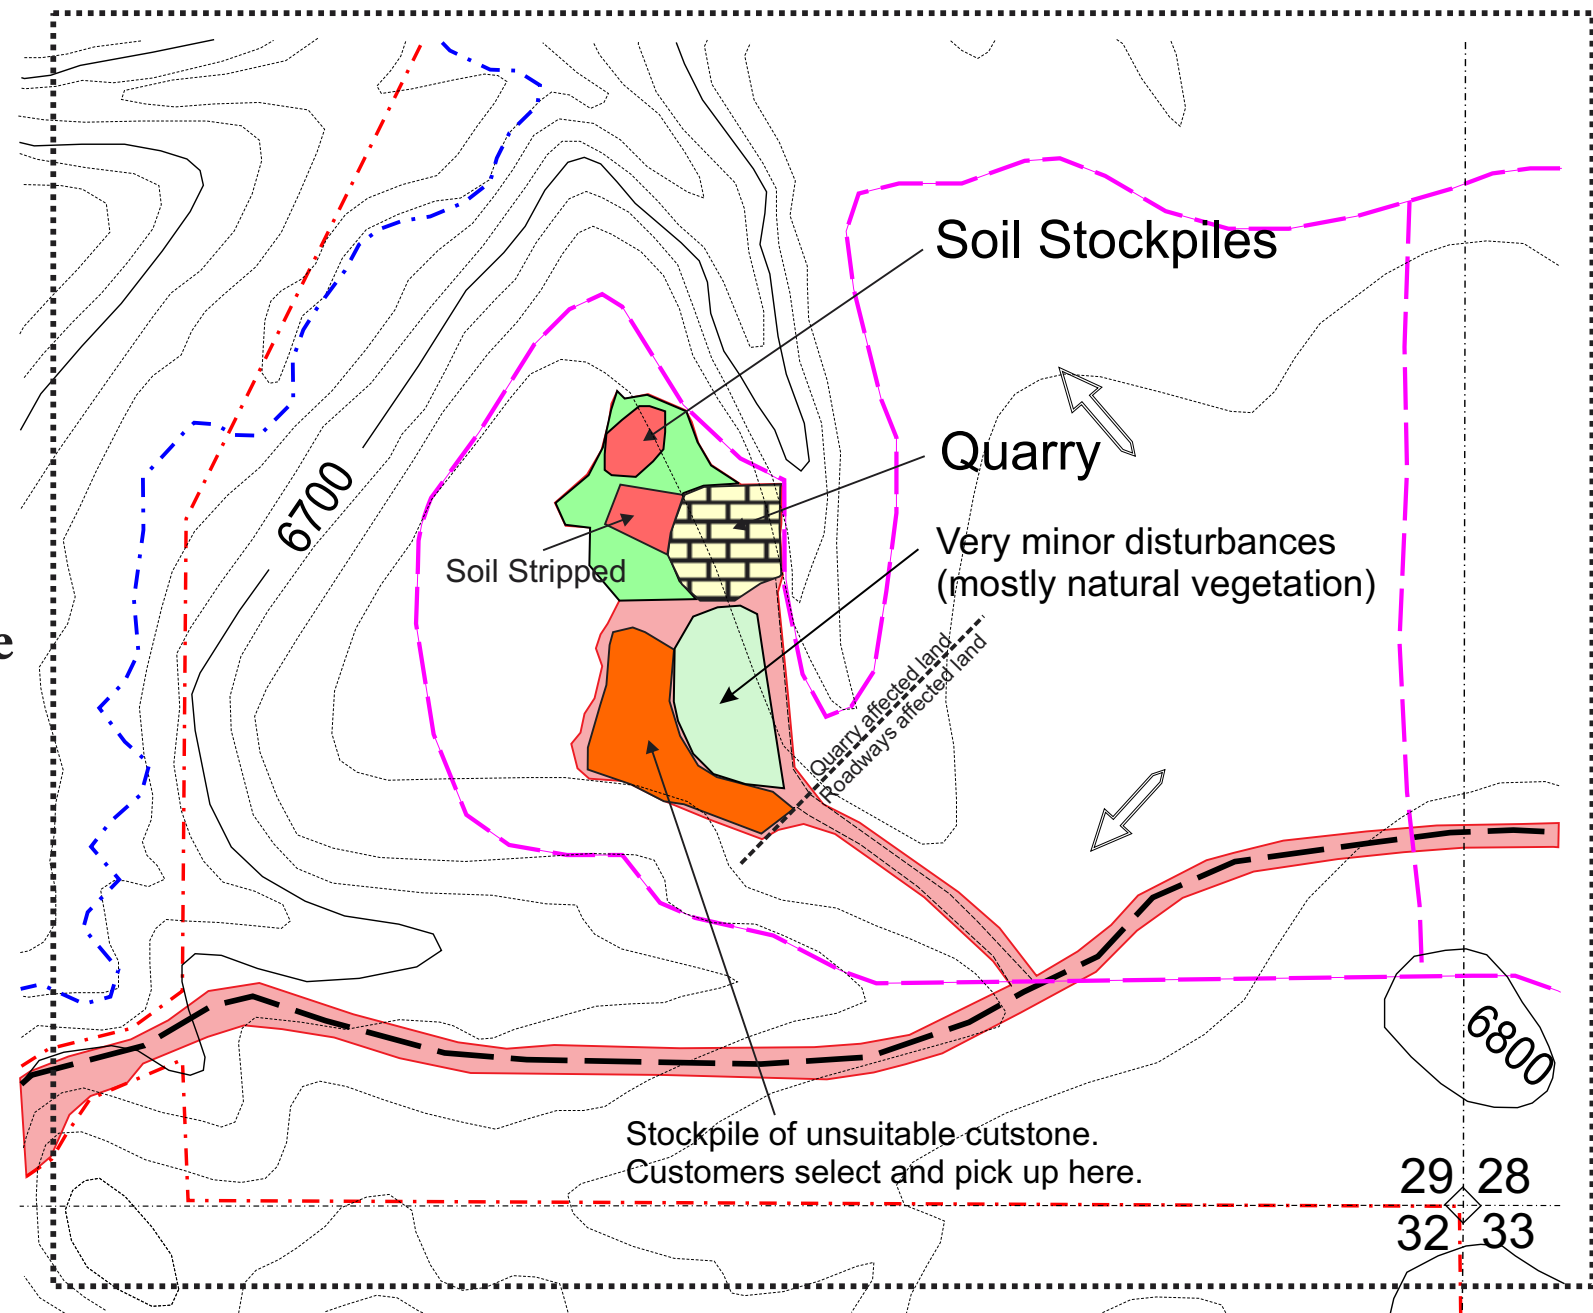 Soil Stockpiles
Quarry
6700
Very minor disturbances
(mostly natural vegetation)
Soil Stripped
e
Quarry affected land
Roadways affected land
6800
Stockpile of unsuitable cutstone.
Customers select and pick up here.
29 28
32 33